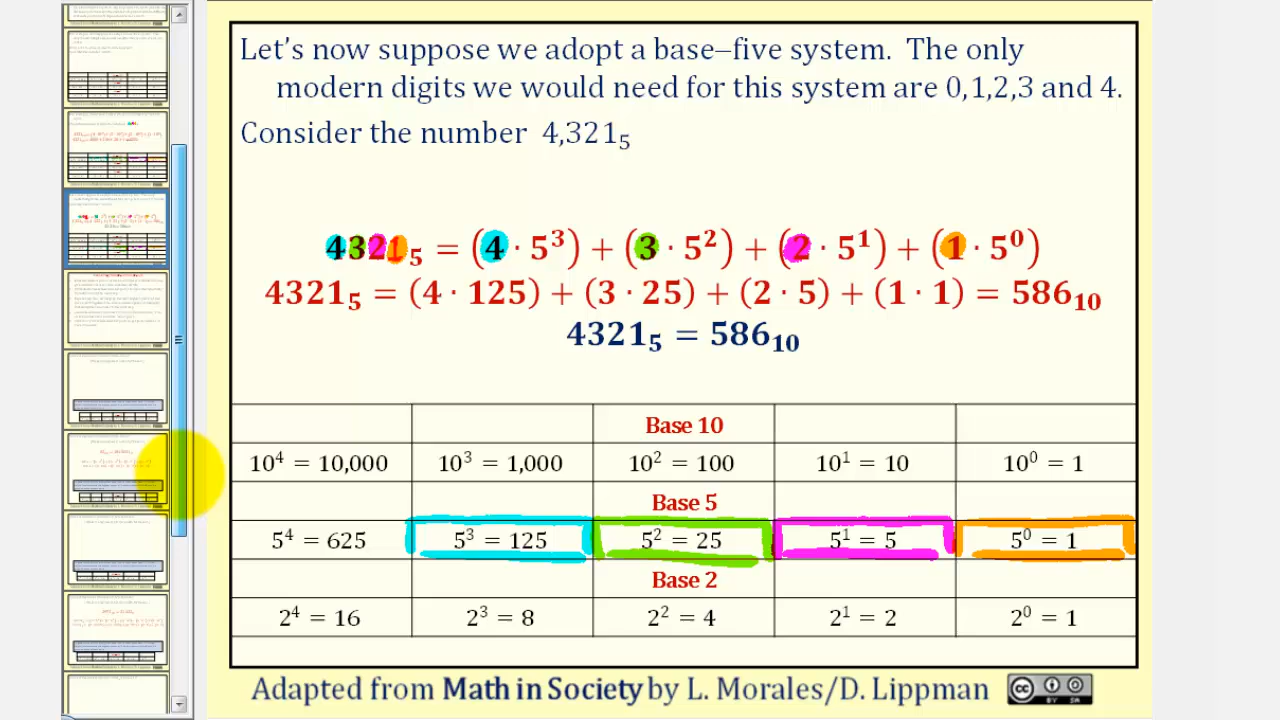 Let's now suppose we adopt a base–five system. The only
modern digits we would need for this system are 0,1,2,3 and 4.
Consider the number 4,321₅
4321₅ = (4 · 5³) + (3 · 5²) + (2 · 5¹) + (1 · 5⁰)
4321₅ = (4 · 125) + (3 · 25) + (2 · 5) + (1 · 1) = 586₁₀
4321₅ = 586₁₀
Base 10
10⁴ = 10,000 10³ = 1,000 10² = 100 10¹ = 10 10⁰ = 1
Base 5
5⁴ = 625 5³ = 125 5² = 25 5¹ = 5 5⁰ = 1
Base 2
2⁴ = 16 2³ = 8 2² = 4 2¹ = 2 2⁰ = 1
Adapted from Math in Society by L. Morales/D. Lippman
cc BY SA